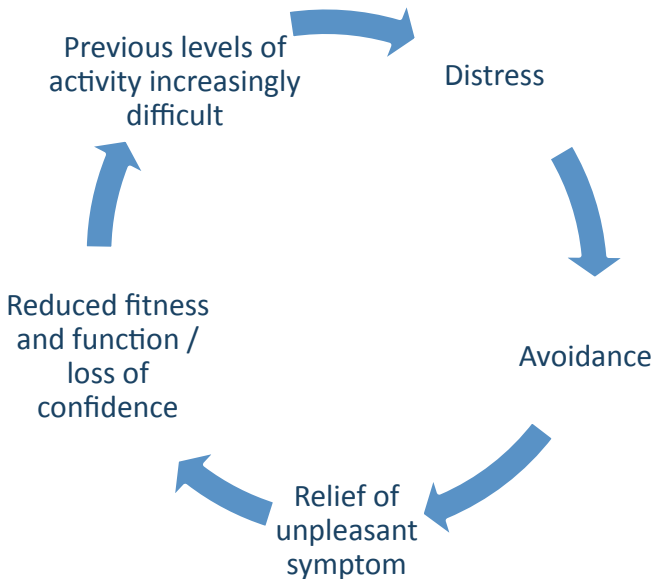 Previous levels of
activity increasingly
difficult
Distress
Avoidance
Relief of
unpleasant
symptom
Reduced fitness
and function /
loss of
confidence